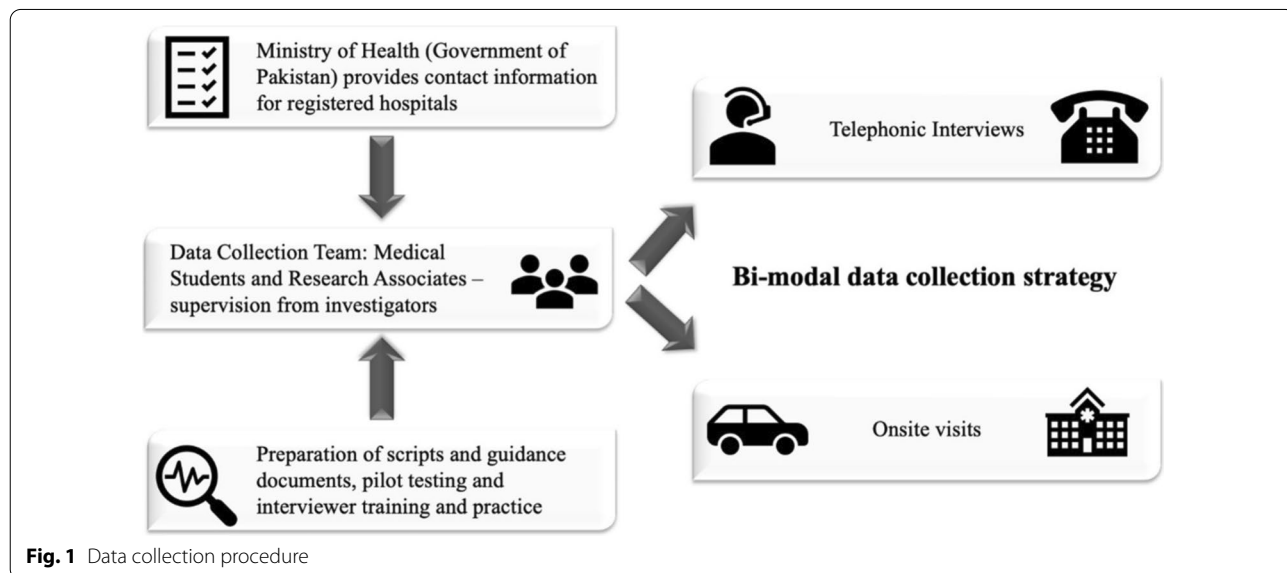 Ministry of Health (Government of
Pakistan) provides contact information
for registered hospitals
Data Collection Team: Medical
Students and Research Associates –
supervision from investigators
Preparation of scripts and guidance
documents, pilot testing and
interviewer training and practice
Telephonic Interviews
Bi-modal data collection strategy
Onsite visits
Fig. 1 Data collection procedure